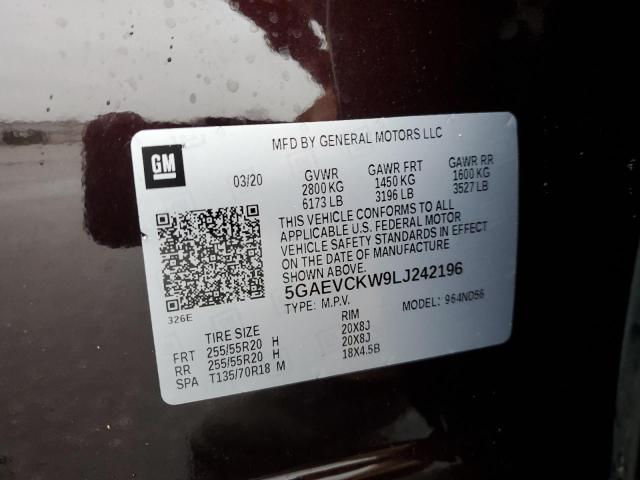 MFD BY GENERAL MOTORS LLC
GM
03/20
GVWR GAWR FRT GAWR RR
2800 KG 1450 KG 1600 KG
6173 LB 3196 LB 3527 LB
THIS VEHICLE CONFORMS TO ALL
APPLICABLE U.S. FEDERAL MOTOR
VEHICLE SAFETY STANDARDS IN EFFECT
ON THE DATE OF MANUFACTURE
SHOWN ABOVE.
5GAEVCKW9LJ242196
326E
TYPE: M.P.V. MODEL: 964ND56
TIRE SIZE RIM
FRT 255/55R20 H 20X8J
RR 255/55R20 H 20X8J
SPA T135/70R18 M 18X4.5B